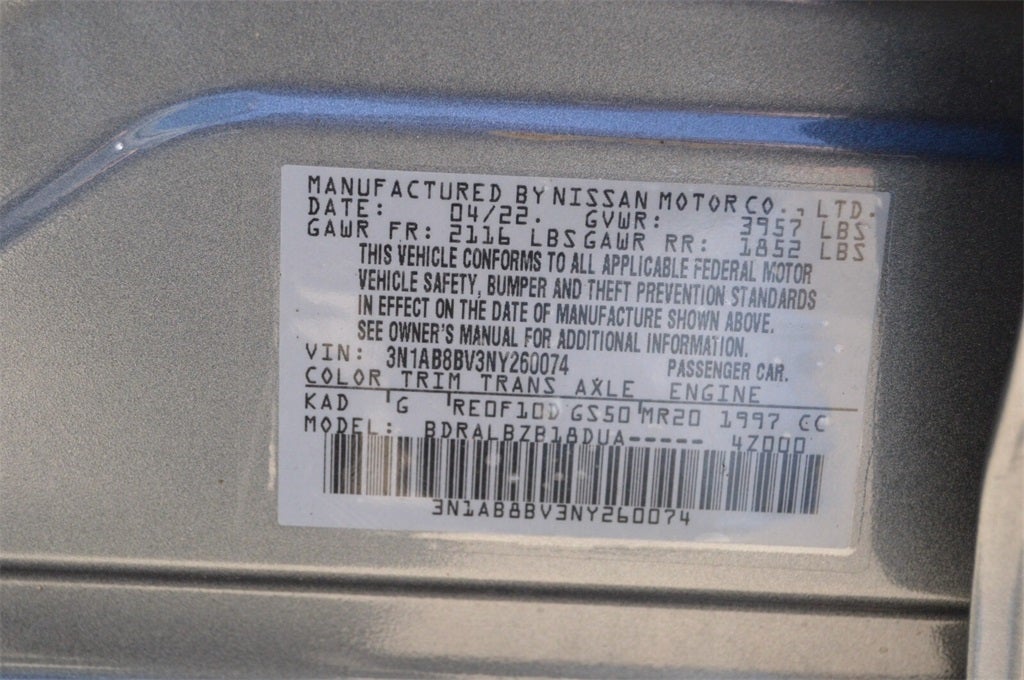 MANUFACTURED BY NISSAN MOTOR CO., LTD.
DATE: 04/22. GVWR: 3957 LBS
GAWR FR: 2116 LBS GAWR RR: 1852 LBS
THIS VEHICLE CONFORMS TO ALL APPLICABLE FEDERAL MOTOR
VEHICLE SAFETY, BUMPER AND THEFT PREVENTION STANDARDS
IN EFFECT ON THE DATE OF MANUFACTURE SHOWN ABOVE.
SEE OWNER'S MANUAL FOR ADDITIONAL INFORMATION.
VIN: 3N1AB8BV3NY260074 PASSENGER CAR.
COLOR TRIM TRANS AXLE ENGINE
KAD G RE0F10D GS50 MR20 1997 CC
MODEL: BDRALBZB18DUA----- 4Z000
3N1AB8BV3NY260074